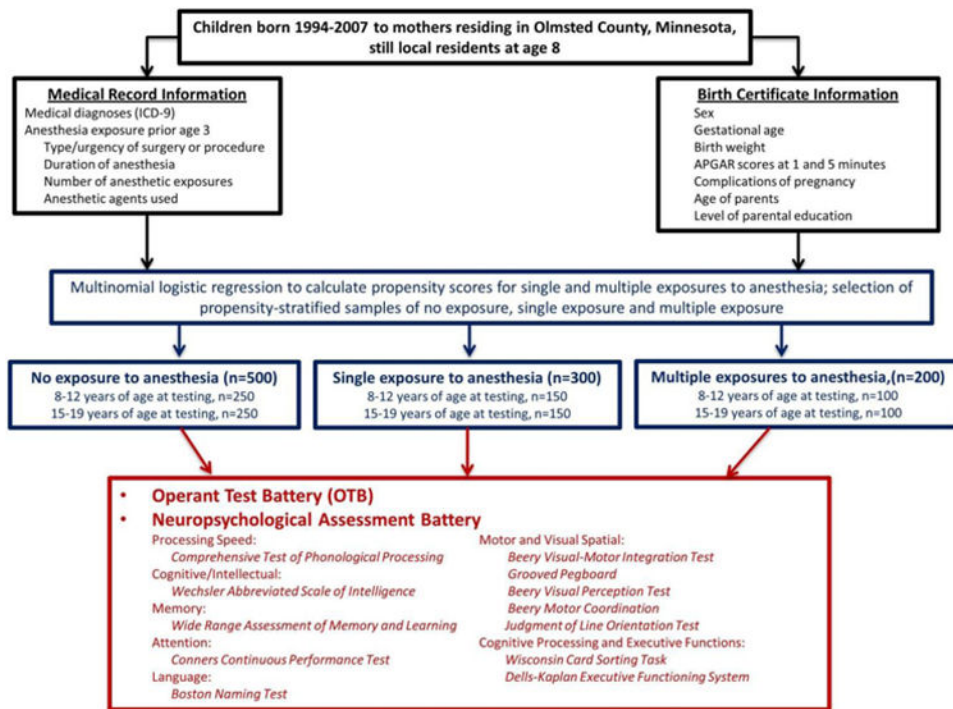 Children born 1994-2007 to mothers residing in Olmsted County, Minnesota,
still local residents at age 8
Medical Record Information
Medical diagnoses (ICD-9)
Anesthesia exposure prior age 3
Type/urgency of surgery or procedure
Duration of anesthesia
Number of anesthetic exposures
Anesthetic agents used
Birth Certificate Information
Sex
Gestational age
Birth weight
APGAR scores at 1 and 5 minutes
Complications of pregnancy
Age of parents
Level of parental education
Multinomial logistic regression to calculate propensity scores for single and multiple exposures to anesthesia; selection of
propensity-stratified samples of no exposure, single exposure and multiple exposure
No exposure to anesthesia (n=500)
8-12 years of age at testing, n=250
15-19 years of age at testing, n=250
Single exposure to anesthesia (n=300)
8-12 years of age at testing, n=150
15-19 years of age at testing, n=150
Multiple exposures to anesthesia,(n=200)
8-12 years of age at testing, n=100
15-19 years of age at testing, n=100
• Operant Test Battery (OTB)
• Neuropsychological Assessment Battery
Processing Speed:
Comprehensive Test of Phonological Processing
Cognitive/Intellectual:
Wechsler Abbreviated Scale of Intelligence
Memory:
Wide Range Assessment of Memory and Learning
Attention:
Conners Continuous Performance Test
Language:
Boston Naming Test
Motor and Visual Spatial:
Beery Visual-Motor Integration Test
Grooved Pegboard
Beery Visual Perception Test
Beery Motor Coordination
Judgment of Line Orientation Test
Cognitive Processing and Executive Functions:
Wisconsin Card Sorting Task
Dells-Kaplan Executive Functioning System